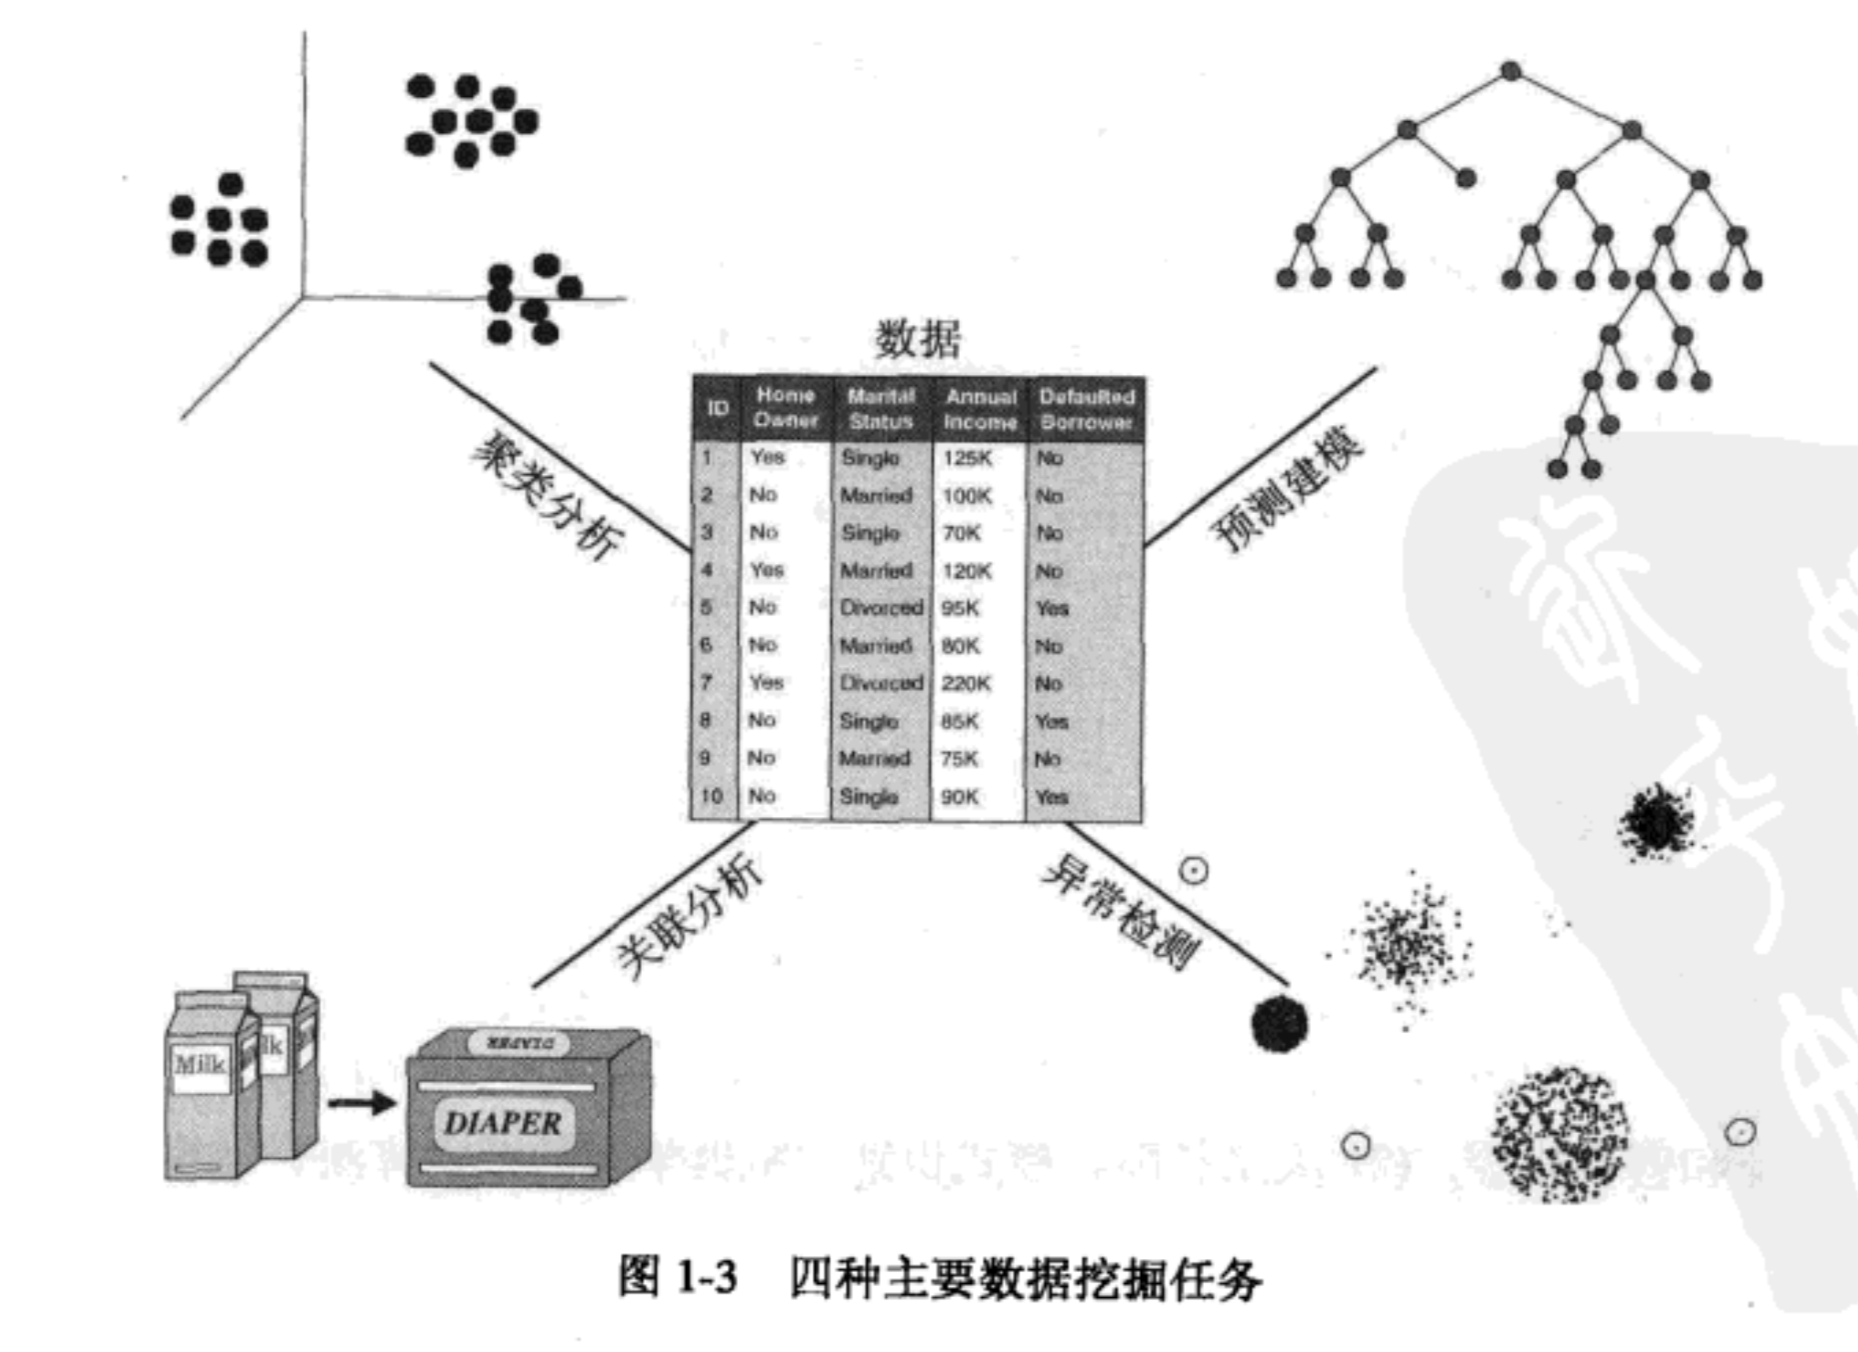 数据
ID Home Owner Marital Status Annual Income Defaulted Borrower
1 Yes Single 125K No
2 No Married 100K No
3 No Single 70K No
4 Yes Married 120K No
5 No Divorced 95K Yes
6 No Married 80K No
7 Yes Divorced 220K No
8 No Single 85K Yes
9 No Married 75K No
10 No Single 90K Yes
聚类分析
预测建模
关联分析
异常检测
Milk
lk
DIAPER
DIAPER
图 1-3 四种主要数据挖掘任务